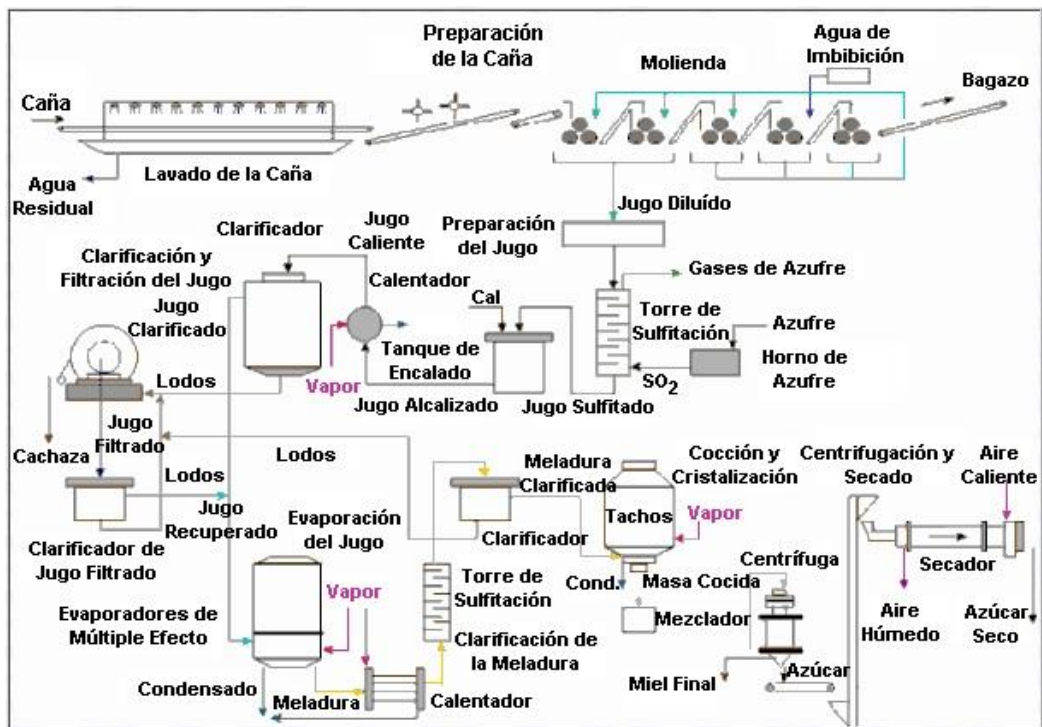 Preparación
de la Caña
Molienda
Agua de
Imbibición
Bagazo
Caña
Lavado de la Caña
Agua
Residual
Jugo Diluído
Preparación
del Jugo
Gases de Azufre
Clarificador
Jugo
Caliente
Calentador
Clarificación y
Filtración del Jugo
Jugo
Clarificado
Cal
Torre de
Sulfitación
Azufre
Horno de
Azufre
SO2
Tanque de
Encalado
Vapor
Jugo Alcalizado
Jugo Sulfitado
Lodos
Jugo
Filtrado
Cachaza
Lodos
Lodos
Jugo
Recuperado
Clarificador de
Jugo Filtrado
Evaporación
del Jugo
Meladura
Clarificada
Clarificador
Cocción y
Cristalización
Tachos
Vapor
Centrifugación y
Secado
Aire
Caliente
Secador
Evaporadores de
Múltiple Efecto
Vapor
Torre de
Sulfitación
Cond.
Masa Cocida
Centrífuga
Mezclador
Aire
Húmedo
Azúcar
Seco
Clarificación de
la Meladura
Condensado
Meladura
Calentador
Miel Final
Azúcar